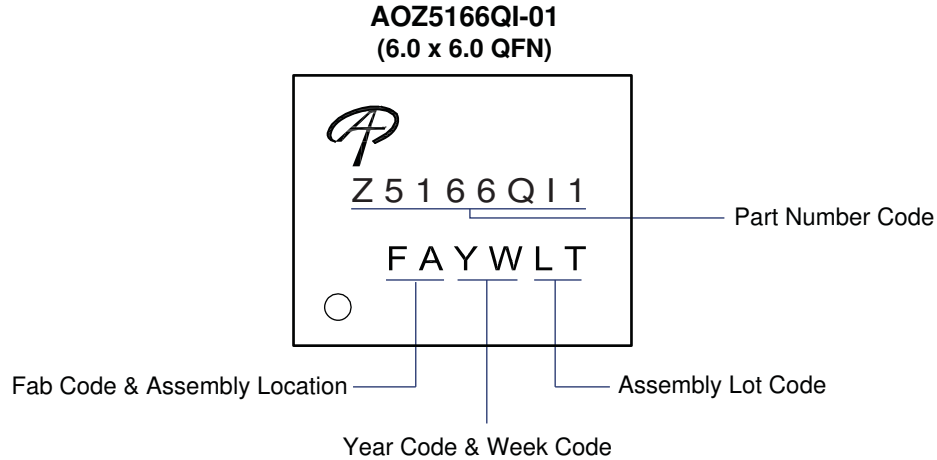 AOZ5166QI-01
(6.0 x 6.0 QFN)
Z5166QI1
Part Number Code
FAYWLT
Fab Code & Assembly Location
Assembly Lot Code
Year Code & Week Code